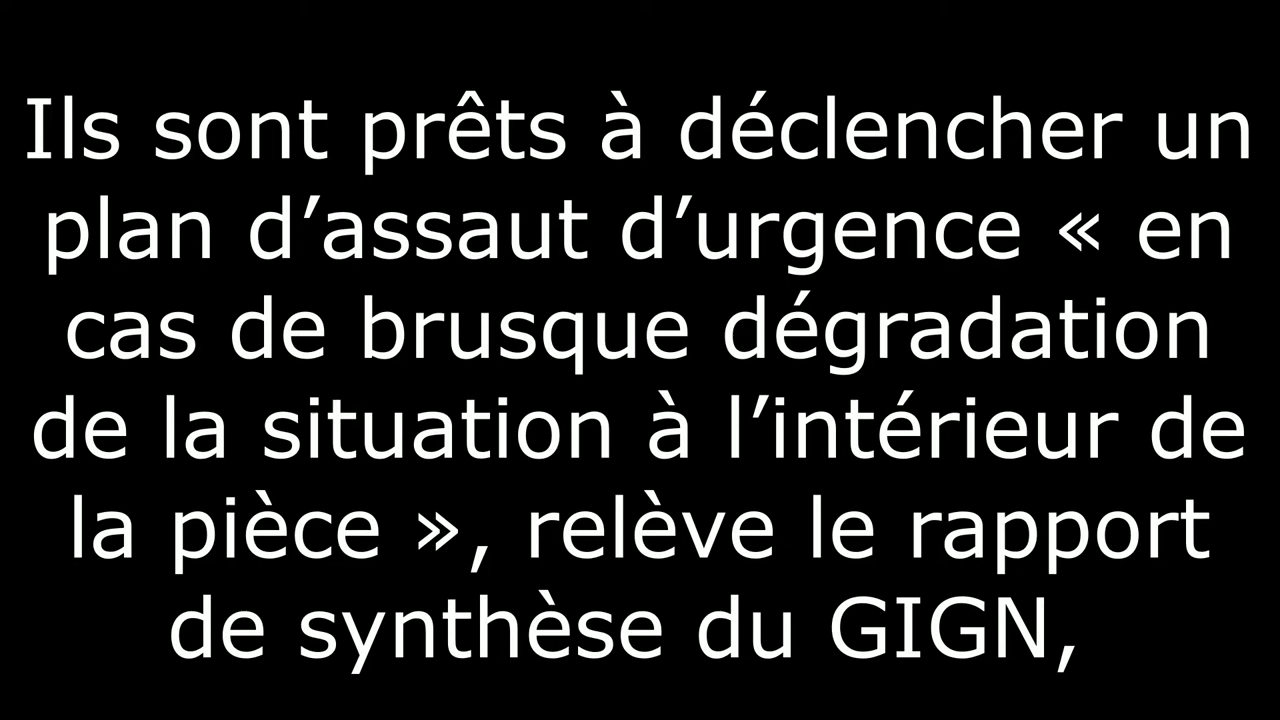 Ils sont prêts à déclencher un
plan d’assaut d’urgence « en
cas de brusque dégradation
de la situation à l’intérieur de
la pièce », relève le rapport
de synthèse du GIGN,